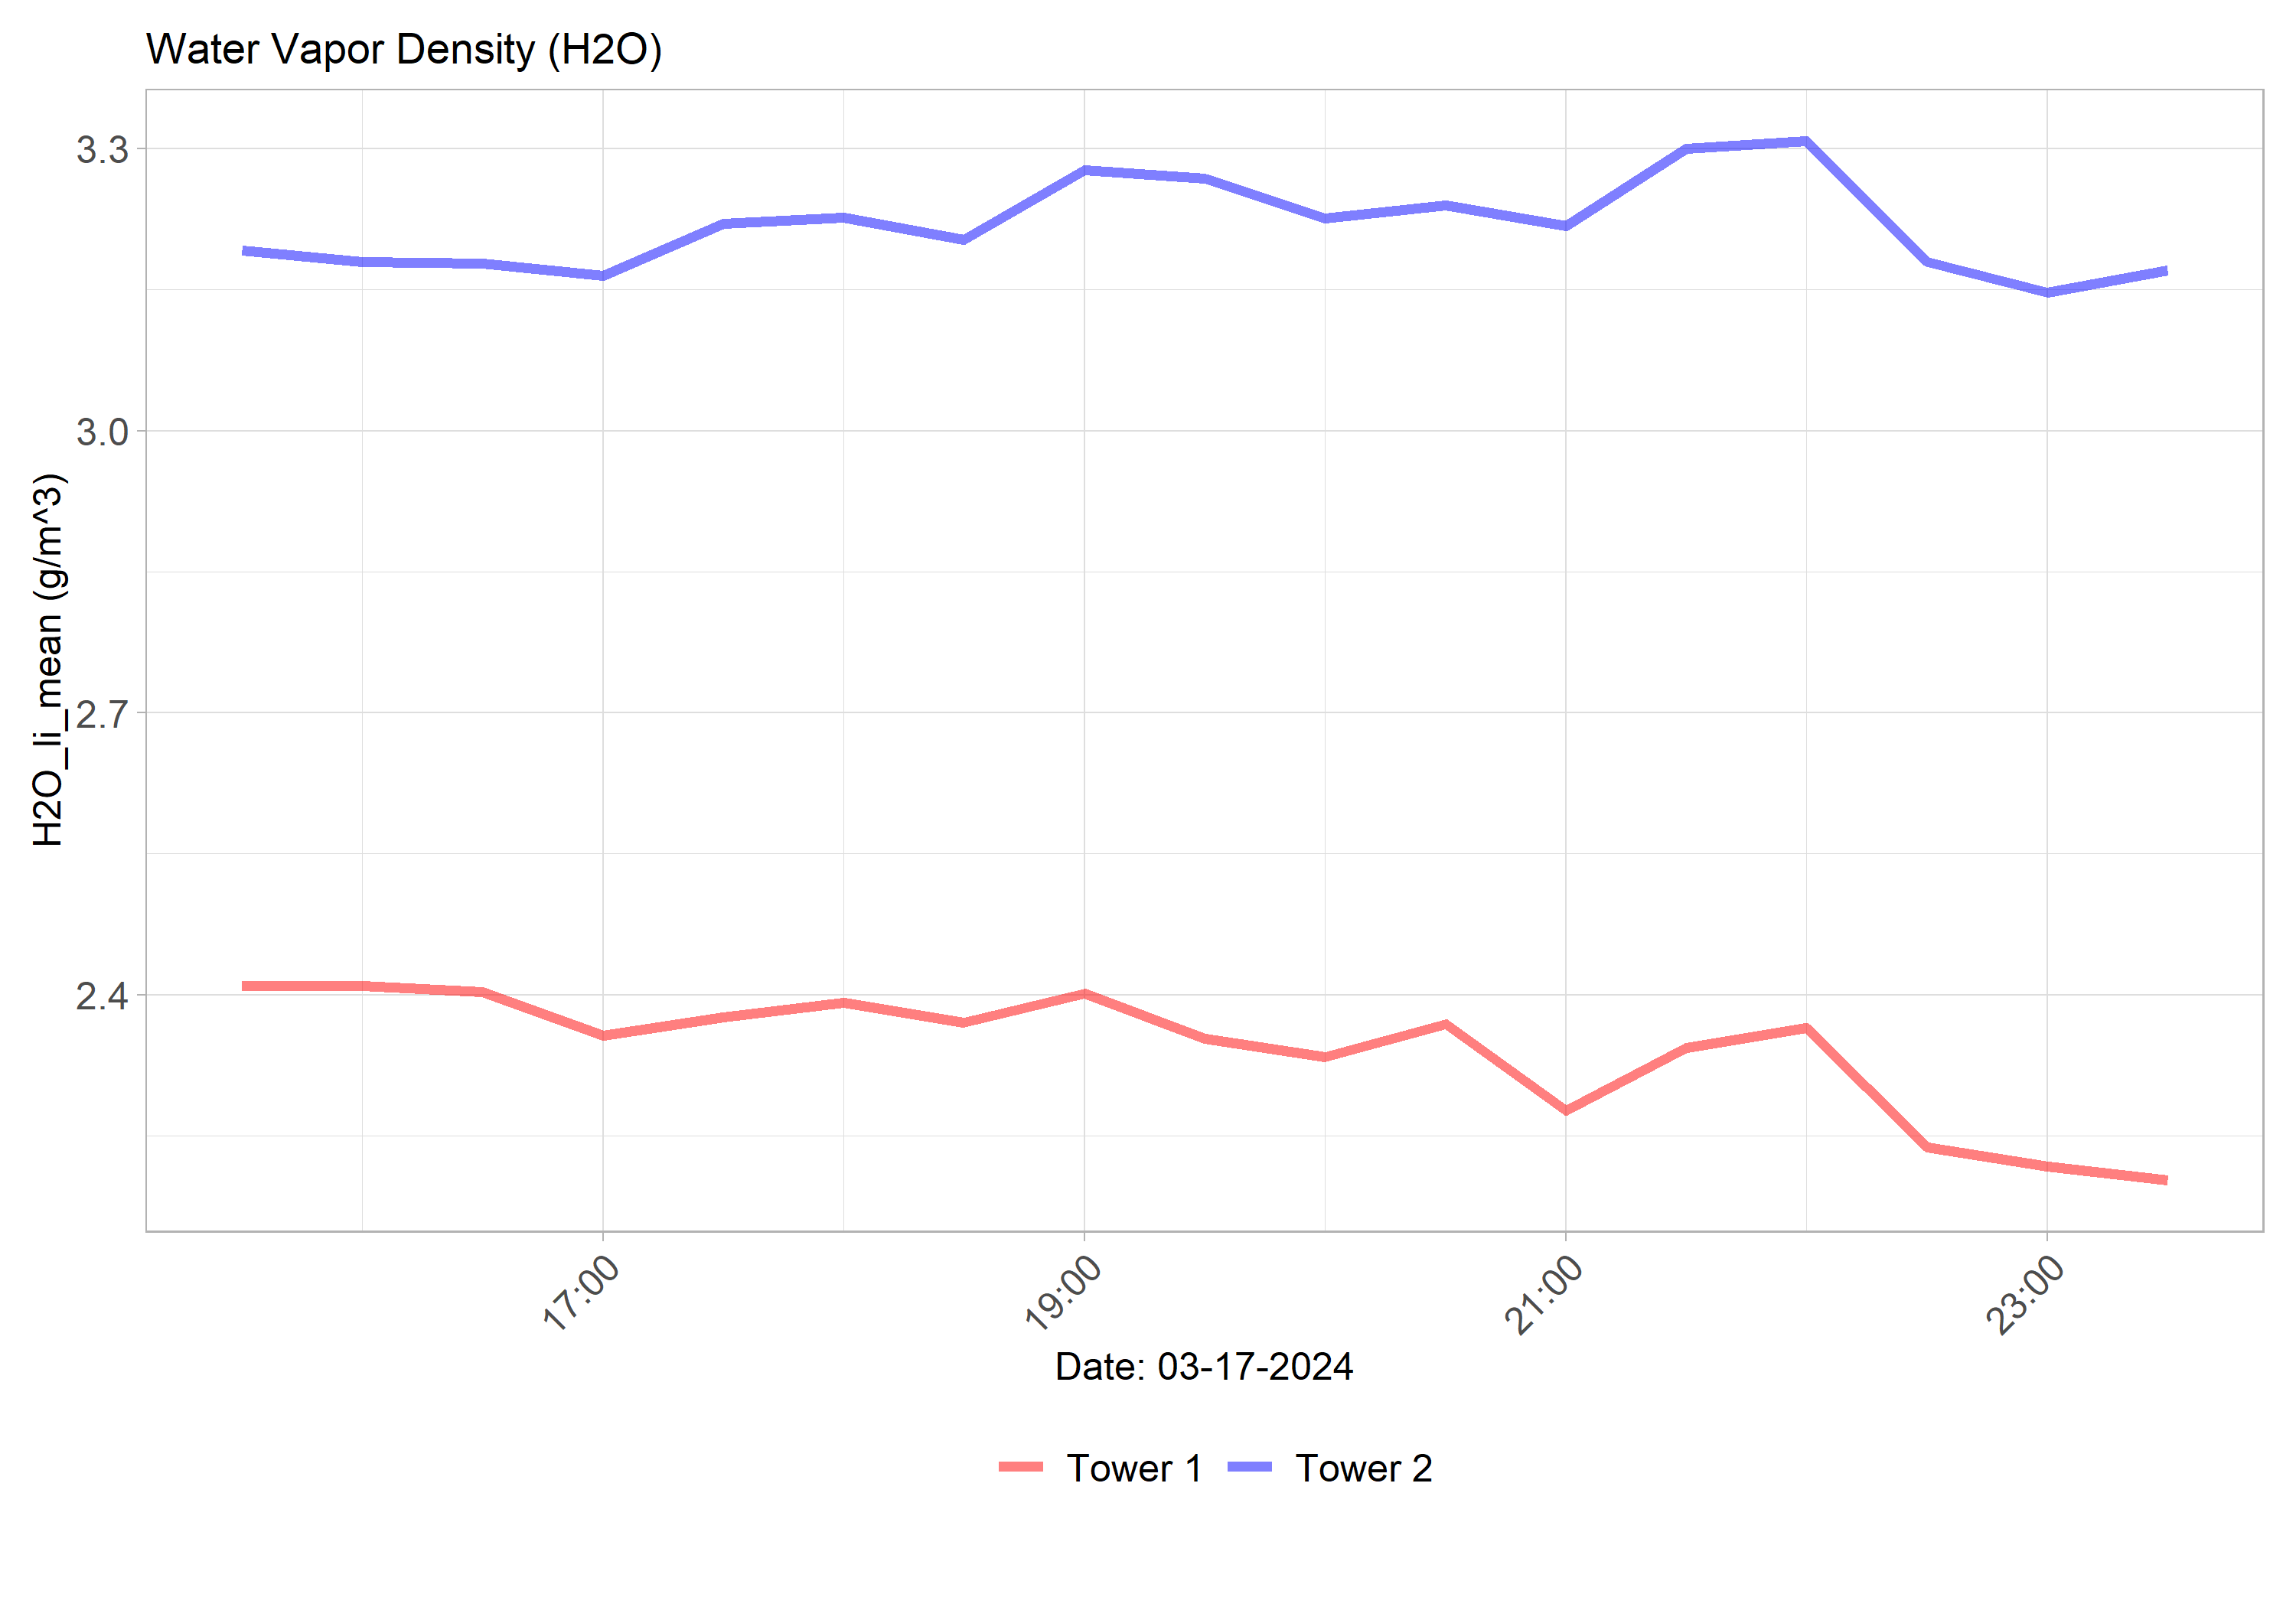 Water Vapor Density (H2O)
H2O_li_mean (g/m^3)
3.3
3.0
2.7
2.4
17:00
19:00
21:00
23:00
Date: 03-17-2024
Tower 1
Tower 2